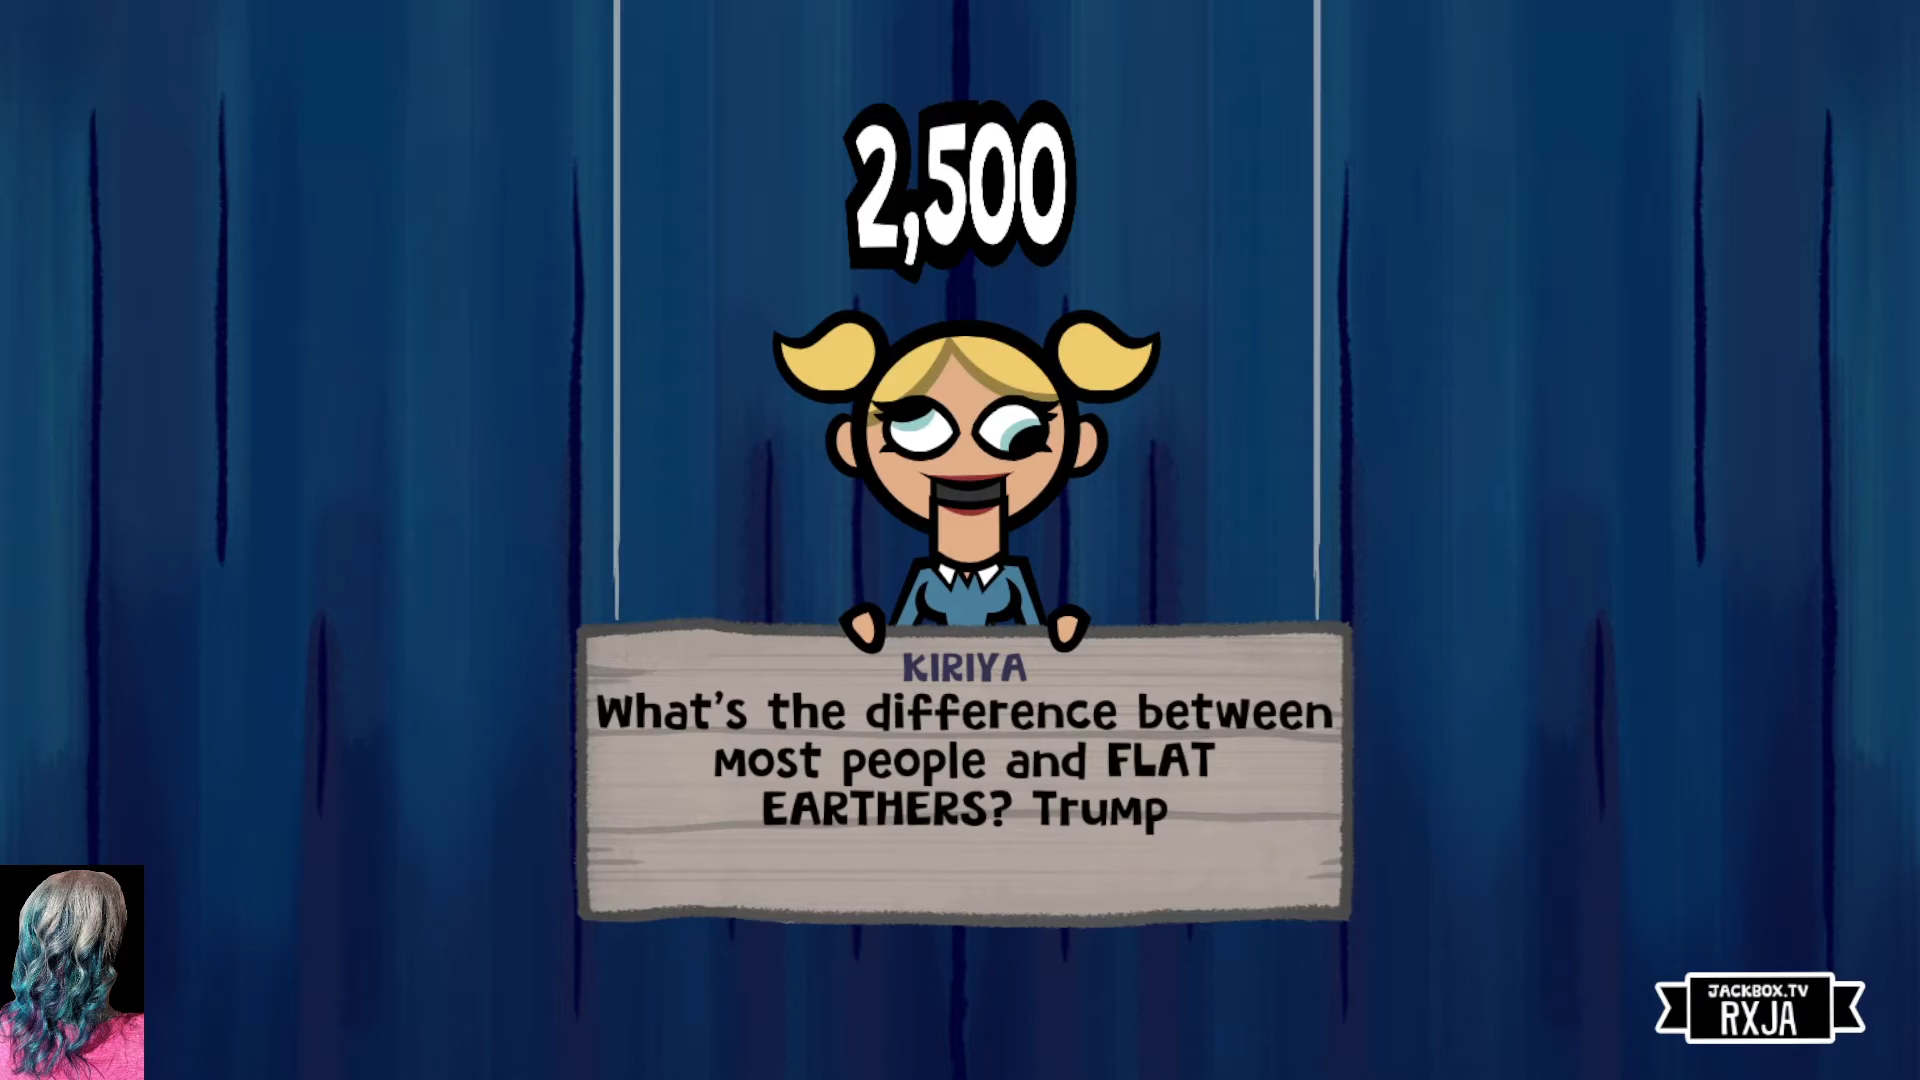 2,500
KIRIYA
What's the difference between
most people and FLAT
EARTHERS? Trump
JACKBOX.TV
RXJA